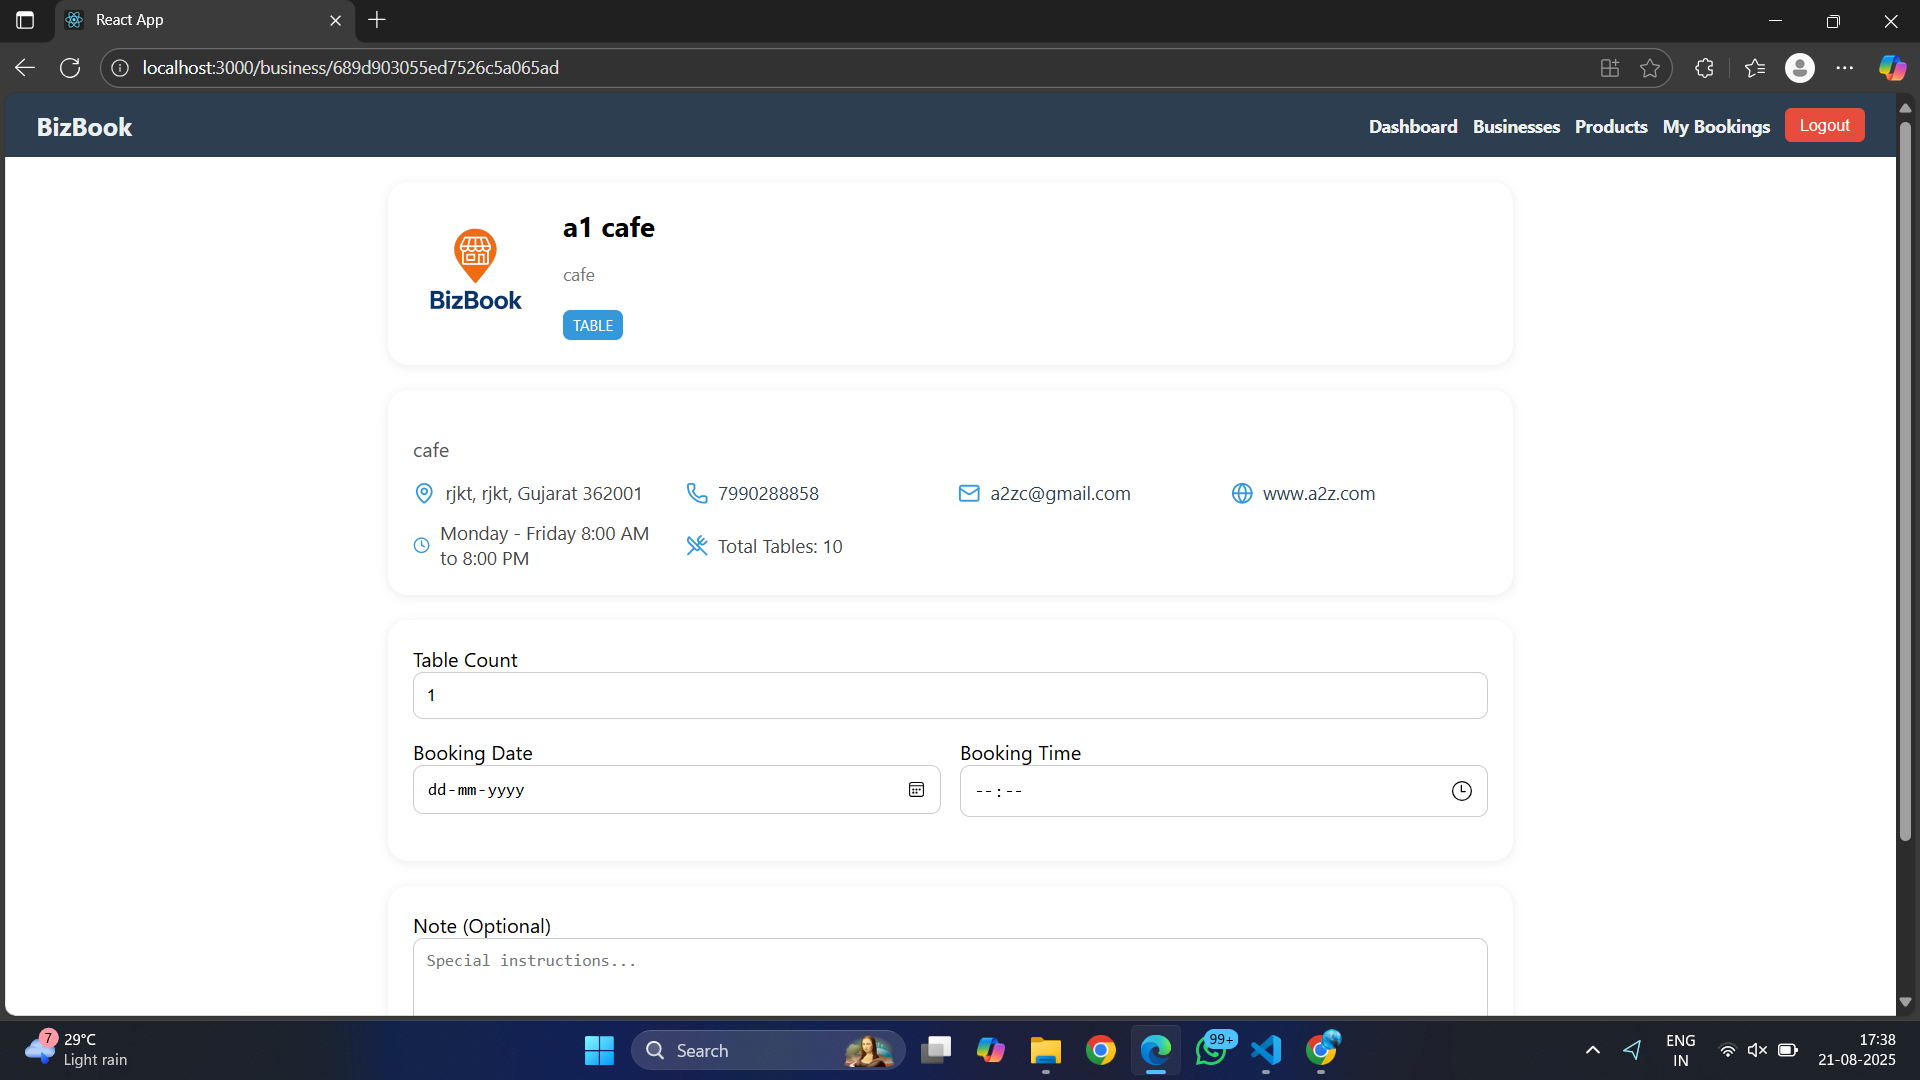 React App
localhost:3000/business/689d903055ed7526c5a065ad
BizBook
Dashboard Businesses Products My Bookings Logout
a1 cafe
cafe
BizBook
TABLE
cafe
rjkt, rjkt, Gujarat 362001
7990288858
a2zc@gmail.com
www.a2z.com
Monday - Friday 8:00 AM
to 8:00 PM
Total Tables: 10
Table Count
1
Booking Date
dd-mm-yyyy
Booking Time
--:--
Note (Optional)
Special instructions...
7
29°C
Light rain
Search
99+
ENG
IN
17:38
21-08-2025